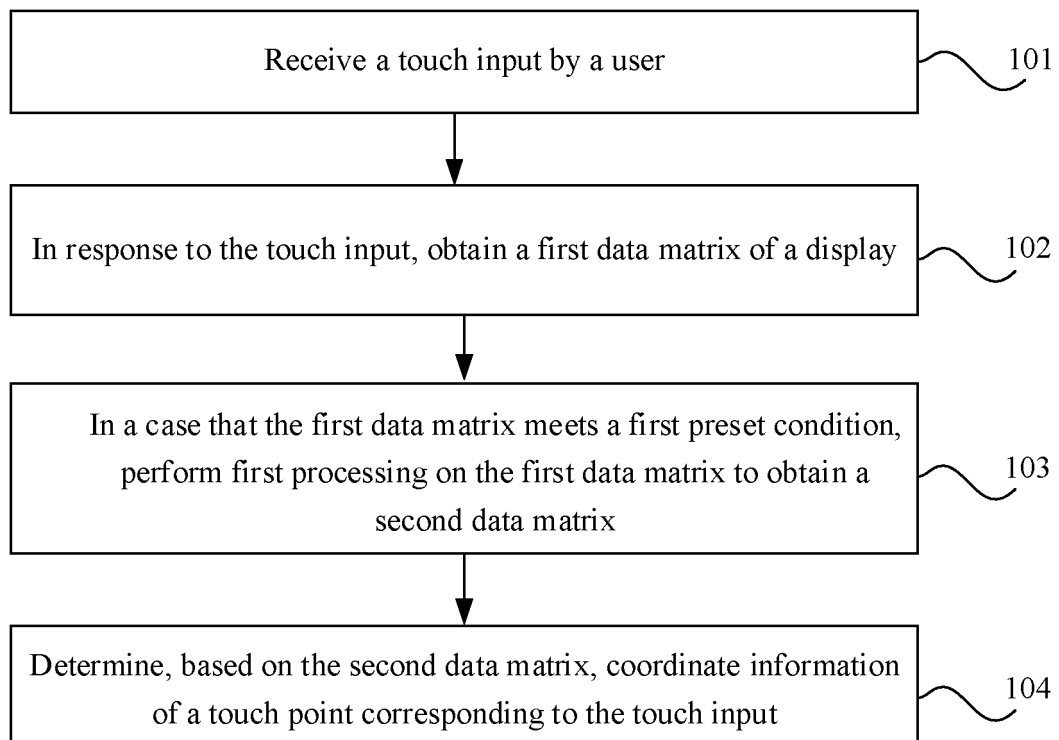 Receive a touch input by a user
101
In response to the touch input, obtain a first data matrix of a display
102
In a case that the first data matrix meets a first preset condition,
perform first processing on the first data matrix to obtain a
second data matrix
103
Determine, based on the second data matrix, coordinate information
of a touch point corresponding to the touch input
104